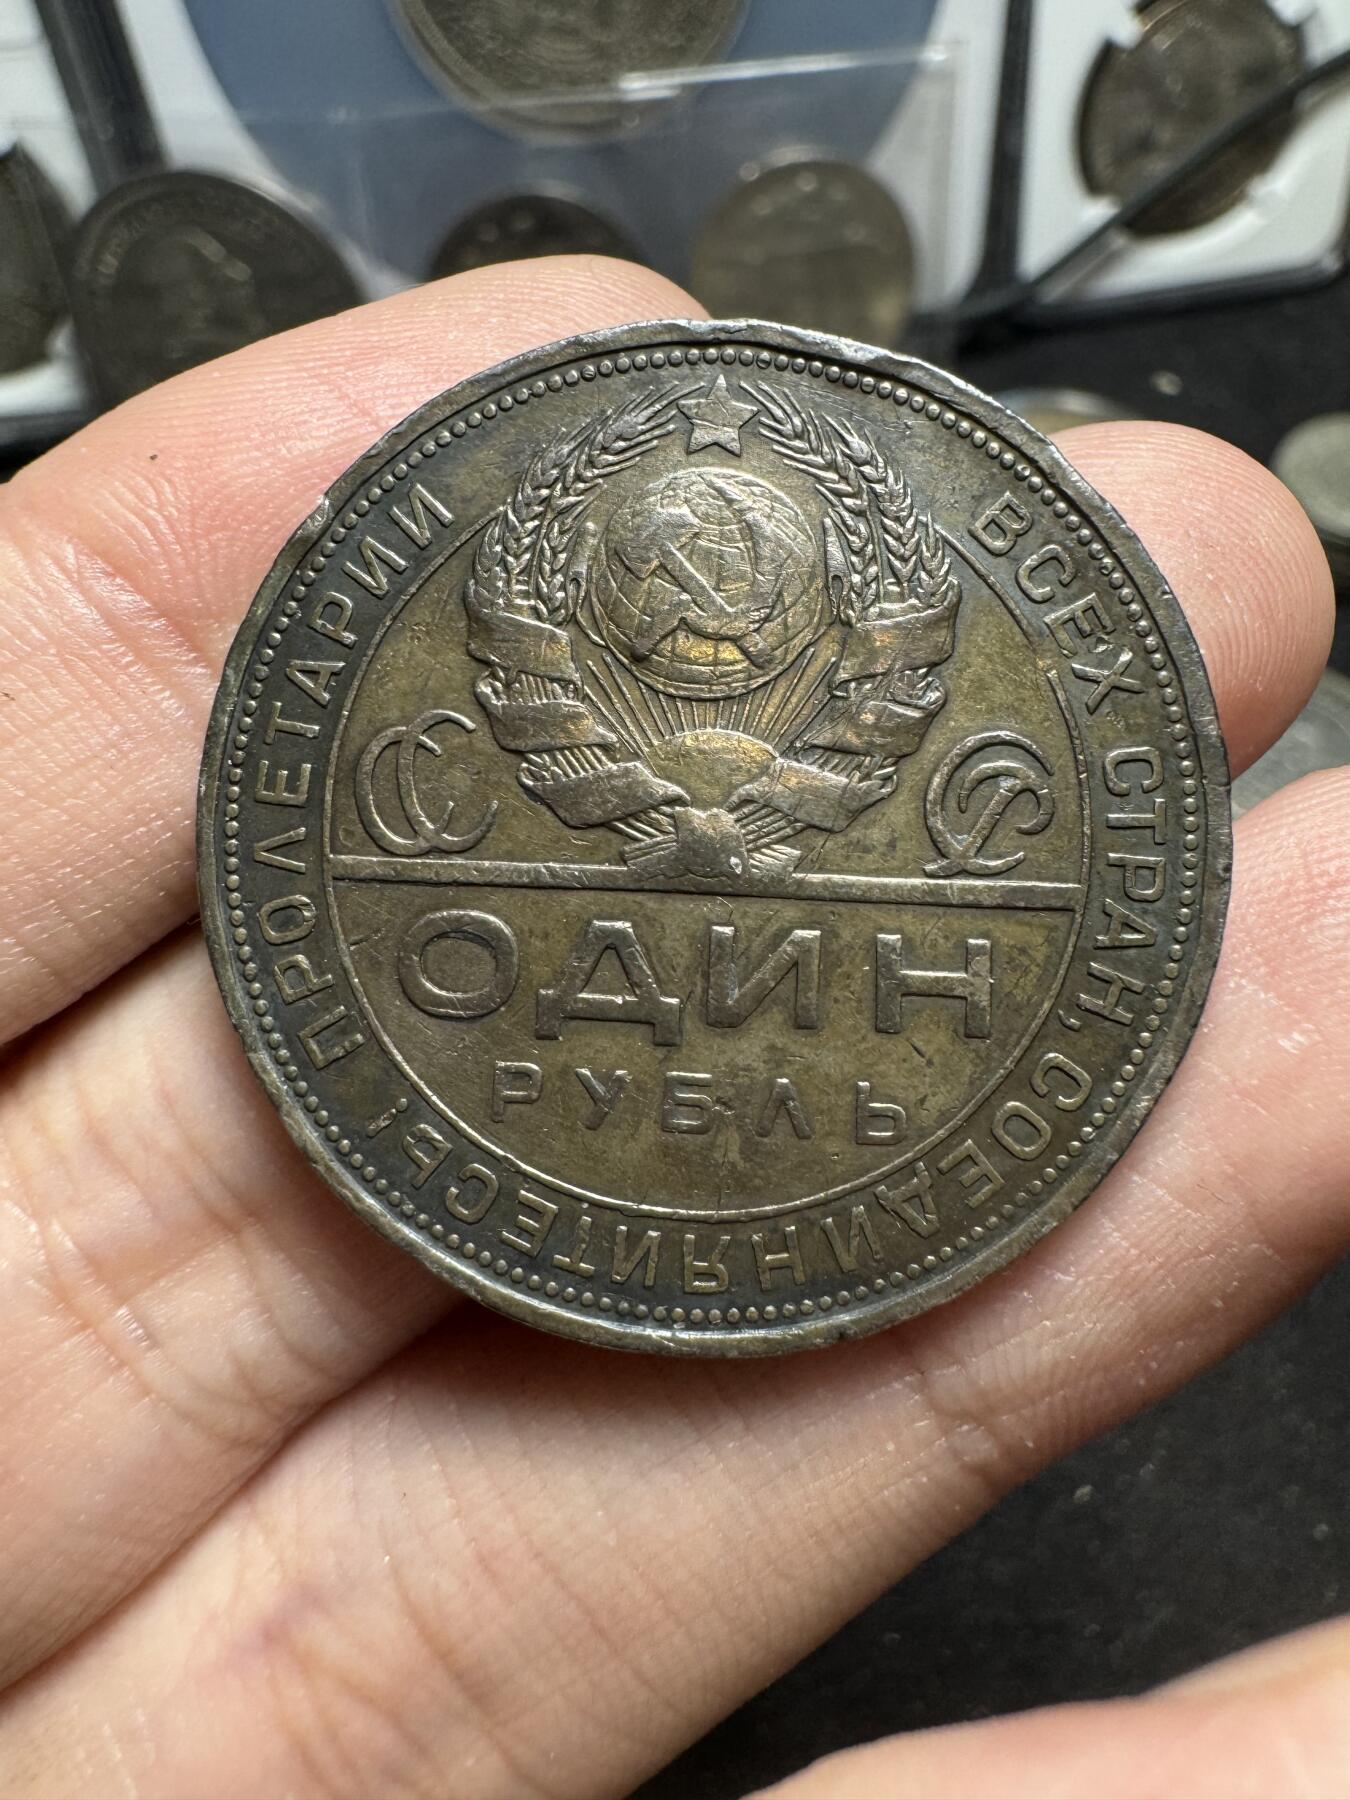 ПРОЛЕТАРИИ ВСЕХ СТРАН, СОЕДИНЯЙТЕСЬ!
СС СР
ОДИН
РУБЛЬ